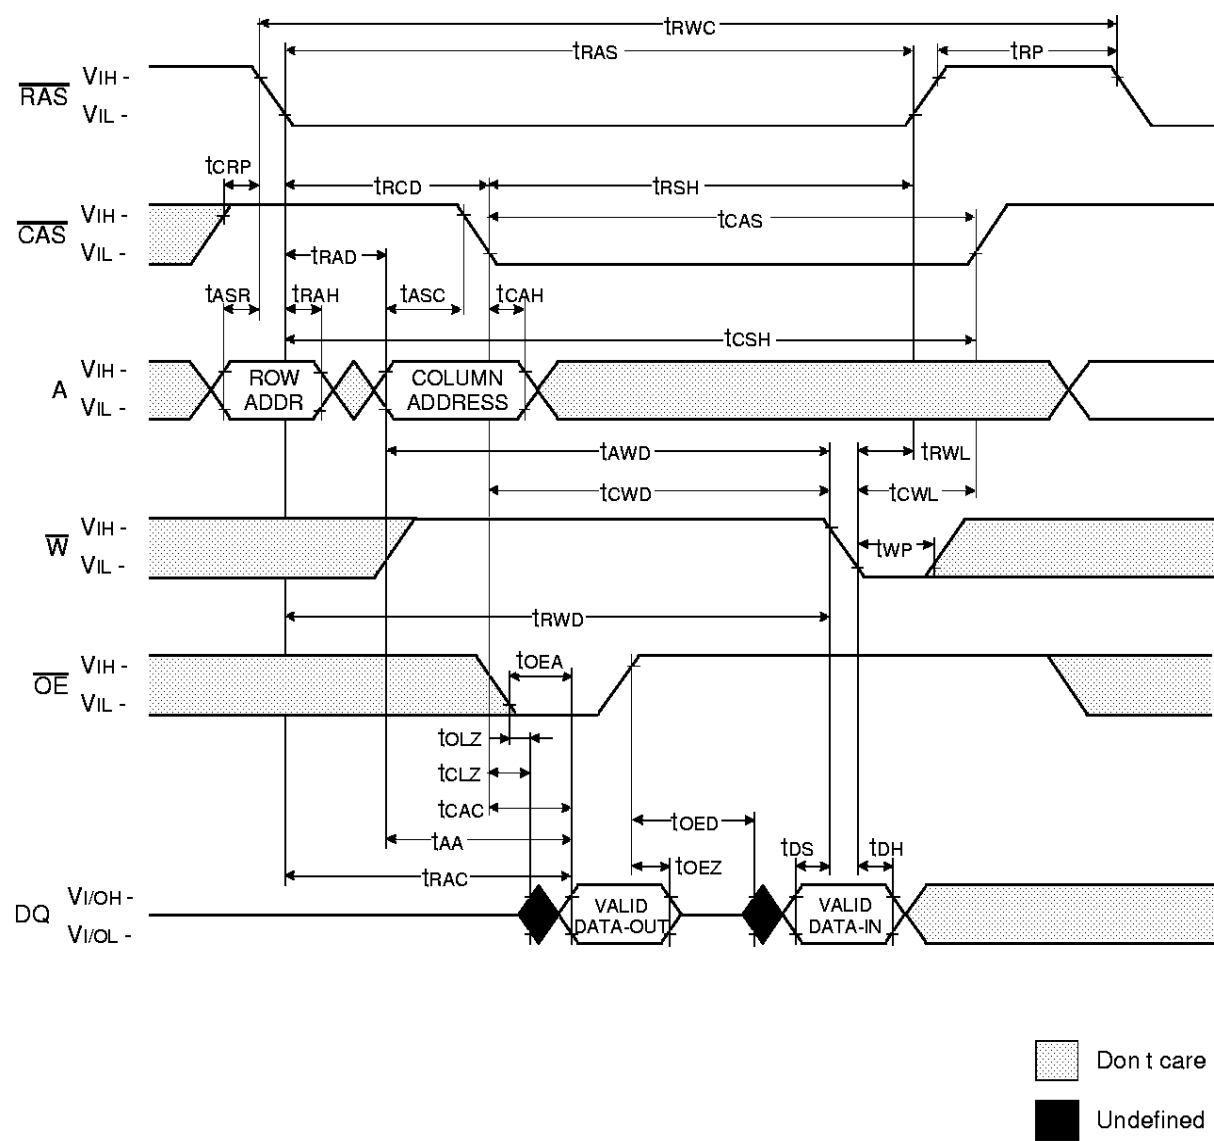 tRWC
tRAS
tRP
RAS
VIH -
VIL -
tCRP
tRCD
tRSH
CAS
VIH -
VIL -
tCAS
tRAD
tASR
tRAH
tASC
tCAH
tCSH
A
VIH -
VIL -
ROW
ADDR
COLUMN
ADDRESS
tAWD
tRWL
tCWD
tCWL
W
VIH -
VIL -
tWP
tRWD
OE
VIH -
VIL -
tOEA
tOLZ
tCLZ
tCAC
tOED
tAA
tDS
tDH
tOEZ
tRAC
DQ
VI/OH -
VI/OL -
VALID
DATA-OUT
VALID
DATA-IN
Don t care
Undefined